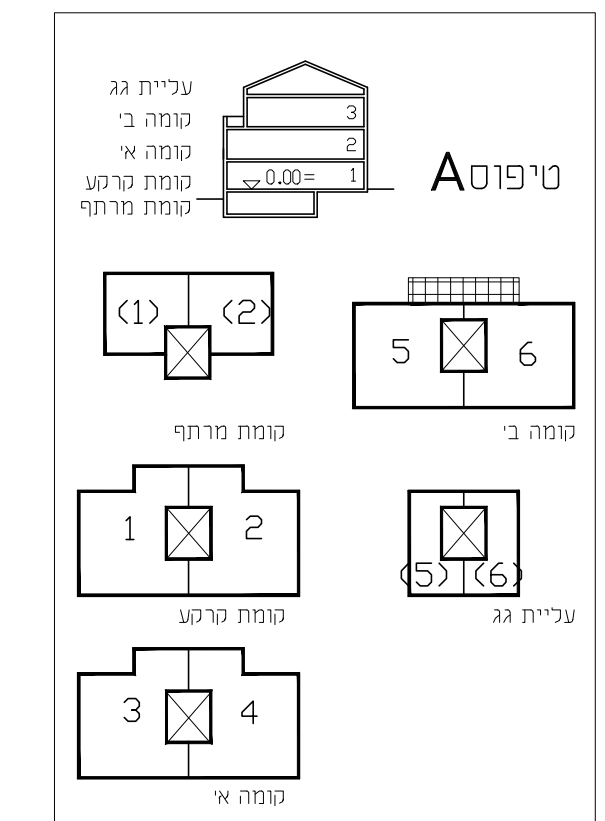 עליית גג
קומה ב'
קומה א'
קומת קרקע
קומת מרתף
3
2
1
0.00=
טיפוס A
(1) (2)
קומת מרתף
5 6
קומה ב'
1 2
קומת קרקע
(5) (6)
עליית גג
3 4
קומה א'